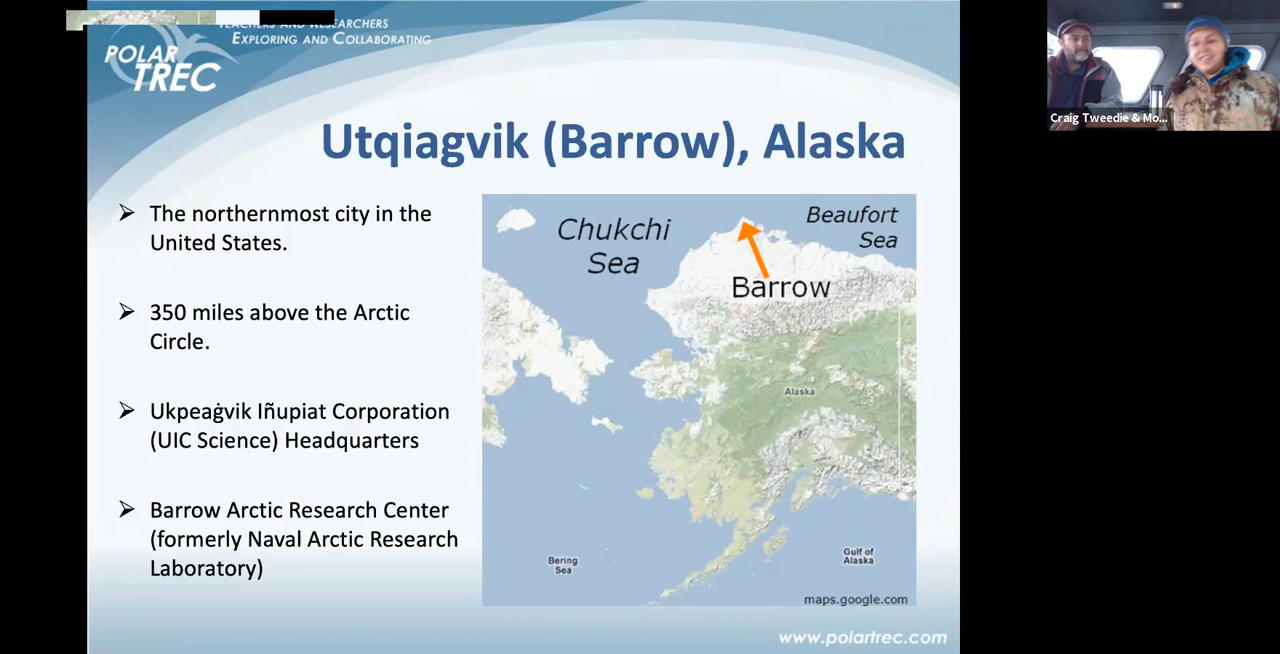 TEACHERS AND RESEARCHERS
EXPLORING AND COLLABORATING
POLAR
TREC
Utqiagvik (Barrow), Alaska
➢ The northernmost city in the
United States.
➢ 350 miles above the Arctic
Circle.
➢ Ukpeaġvik Iñupiat Corporation
(UIC Science) Headquarters
➢ Barrow Arctic Research Center
(formerly Naval Arctic Research
Laboratory)
Chukchi
Sea
Beaufort
Sea
Barrow
Alaska
Bering
Sea
Gulf of
Alaska
maps.google.com
www.polartrec.com
Craig Tweedie & Mo...